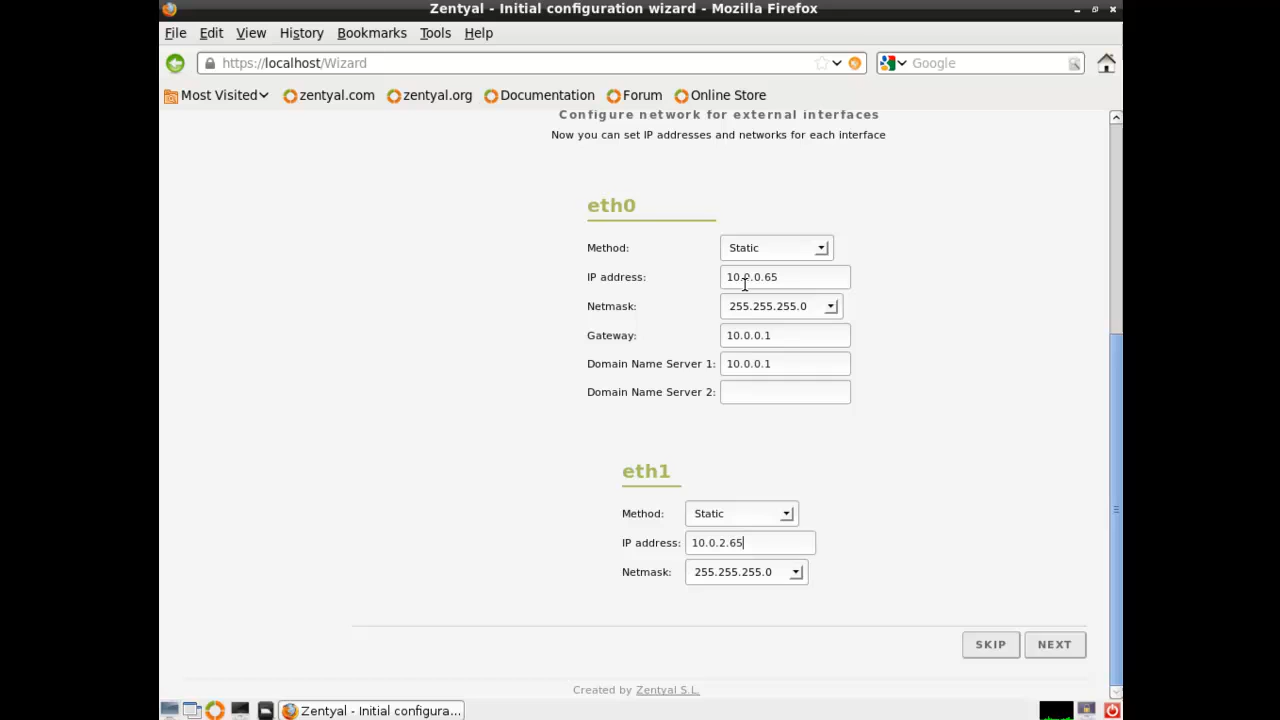 Zentyal - Initial configuration wizard - Mozilla Firefox
File Edit View History Bookmarks Tools Help
https://localhost/Wizard
Google
Most Visited zentyal.com zentyal.org Documentation Forum Online Store
Configure network for external interfaces
Now you can set IP addresses and networks for each interface
eth0
Method: Static
IP address: 10.0.0.65
Netmask: 255.255.255.0
Gateway: 10.0.0.1
Domain Name Server 1: 10.0.0.1
Domain Name Server 2:
eth1
Method: Static
IP address: 10.0.2.65
Netmask: 255.255.255.0
SKIP NEXT
Created by Zentyal S.L.
Zentyal - Initial configura...